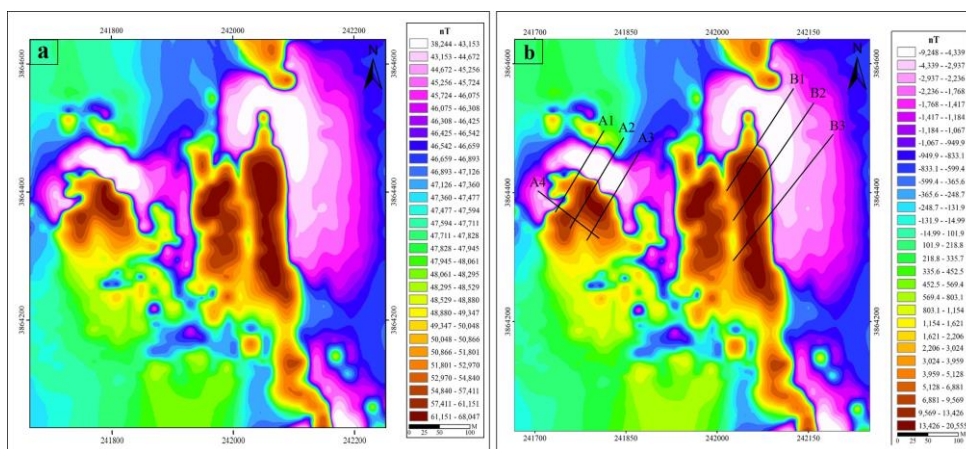 a
241800 242000 242200
3864600
3864400
3864200
241800 242000 242200
N
nT
38,244 - 43,153
43,153 - 44,672
44,672 - 45,256
45,256 - 45,724
45,724 - 46,075
46,075 - 46,308
46,308 - 46,425
46,425 - 46,542
46,542 - 46,659
46,659 - 46,893
46,893 - 47,126
47,126 - 47,360
47,360 - 47,477
47,477 - 47,594
47,594 - 47,711
47,711 - 47,828
47,828 - 47,945
47,945 - 48,061
48,061 - 48,295
48,295 - 48,529
48,529 - 48,880
48,880 - 49,347
49,347 - 50,048
50,048 - 50,866
50,866 - 51,801
51,801 - 52,970
52,970 - 54,840
54,840 - 57,411
57,411 - 61,151
61,151 - 68,047
0 25 50 100 M
b
241700 241850 242000 242150
3864600
3864400
3864200
241700 241850 242000 242150
N
A1
A2
A3
A4
B1
B2
B3
nT
-9,248 - -4,339
-4,339 - -2,937
-2,937 - -2,236
-2,236 - -1,768
-1,768 - -1,417
-1,417 - -1,184
-1,184 - -1,067
-1,067 - -949.9
-949.9 - -833.1
-833.1 - -599.4
-599.4 - -365.6
-365.6 - -248.7
-248.7 - -131.9
-131.9 - -14.99
-14.99 - 101.9
101.9 - 218.8
218.8 - 335.7
335.6 - 452.5
452.5 - 569.4
569.4 - 803.1
803.1 - 1,154
1,154 - 1,621
1,621 - 2,206
2,206 - 3,024
3,024 - 3,959
3,959 - 5,128
5,128 - 6,881
6,881 - 9,569
9,569 - 13,426
13,426 - 20,555
0 25 50 100 M